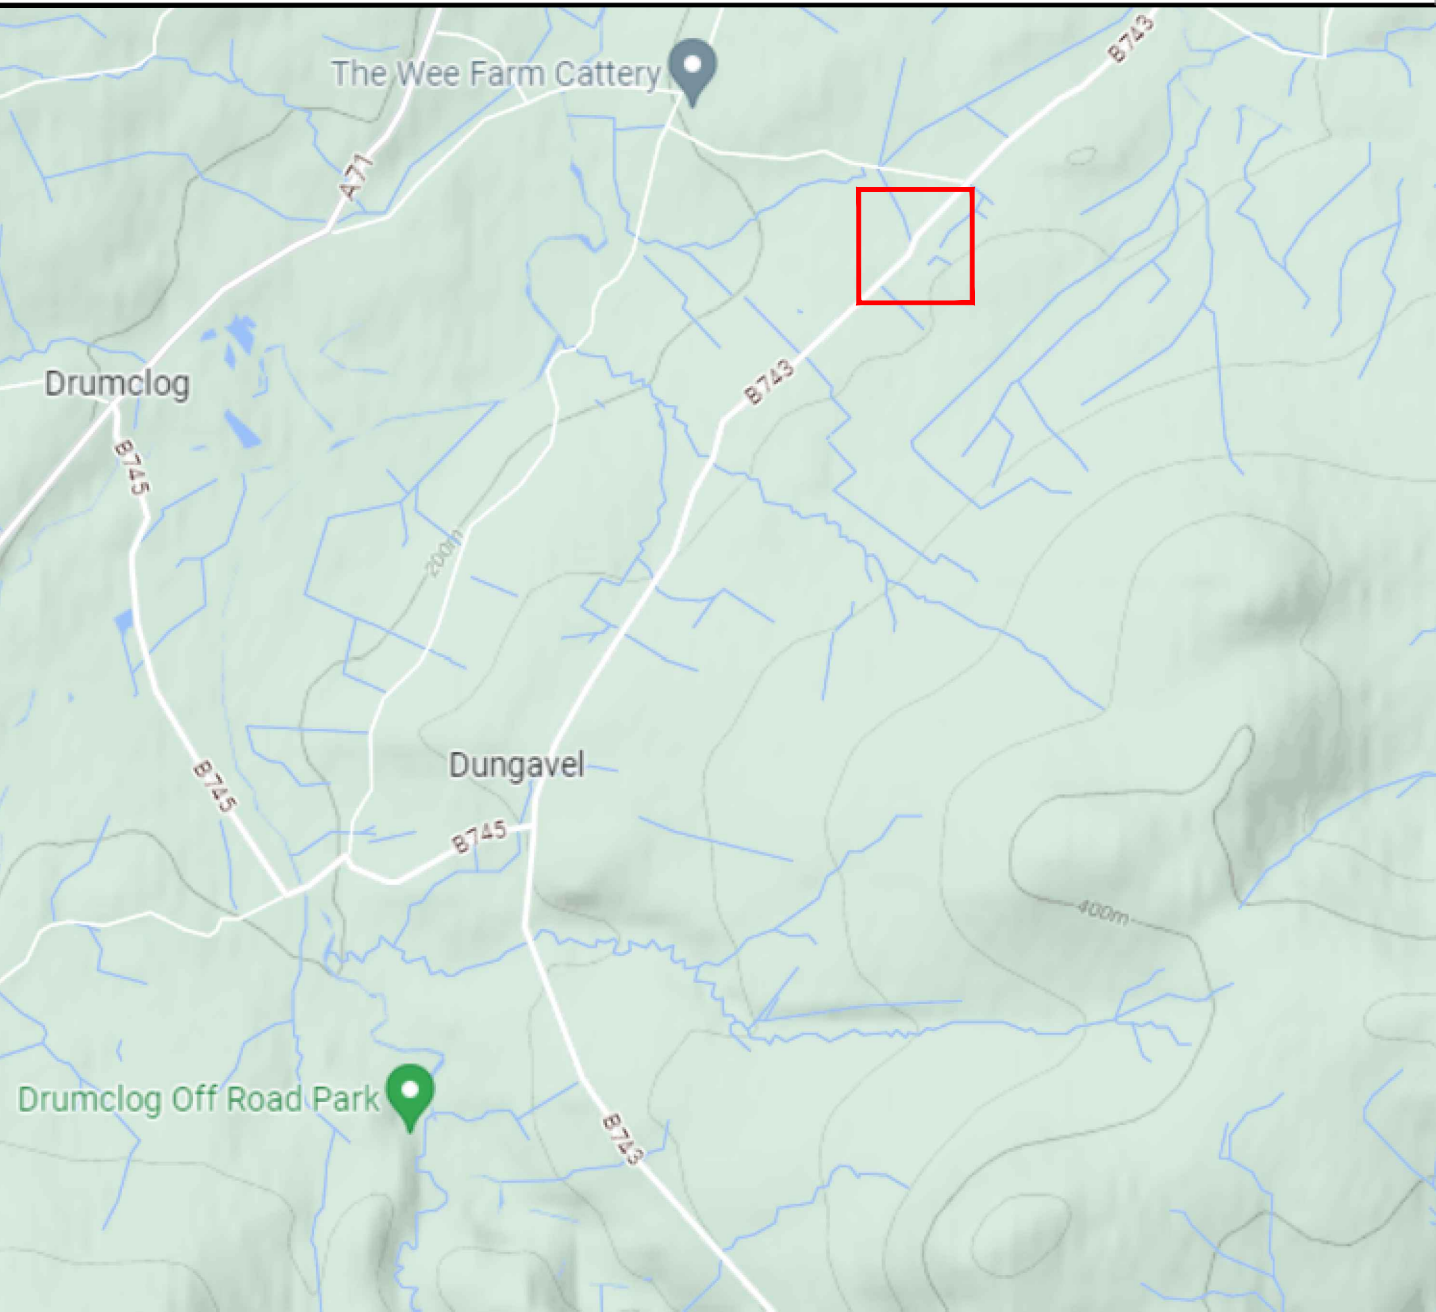 B743
The Wee Farm Cattery
A71
B743
Drumclog
B745
200m
Dungavel
B745
B745
400m
Drumclog Off Road Park
B743